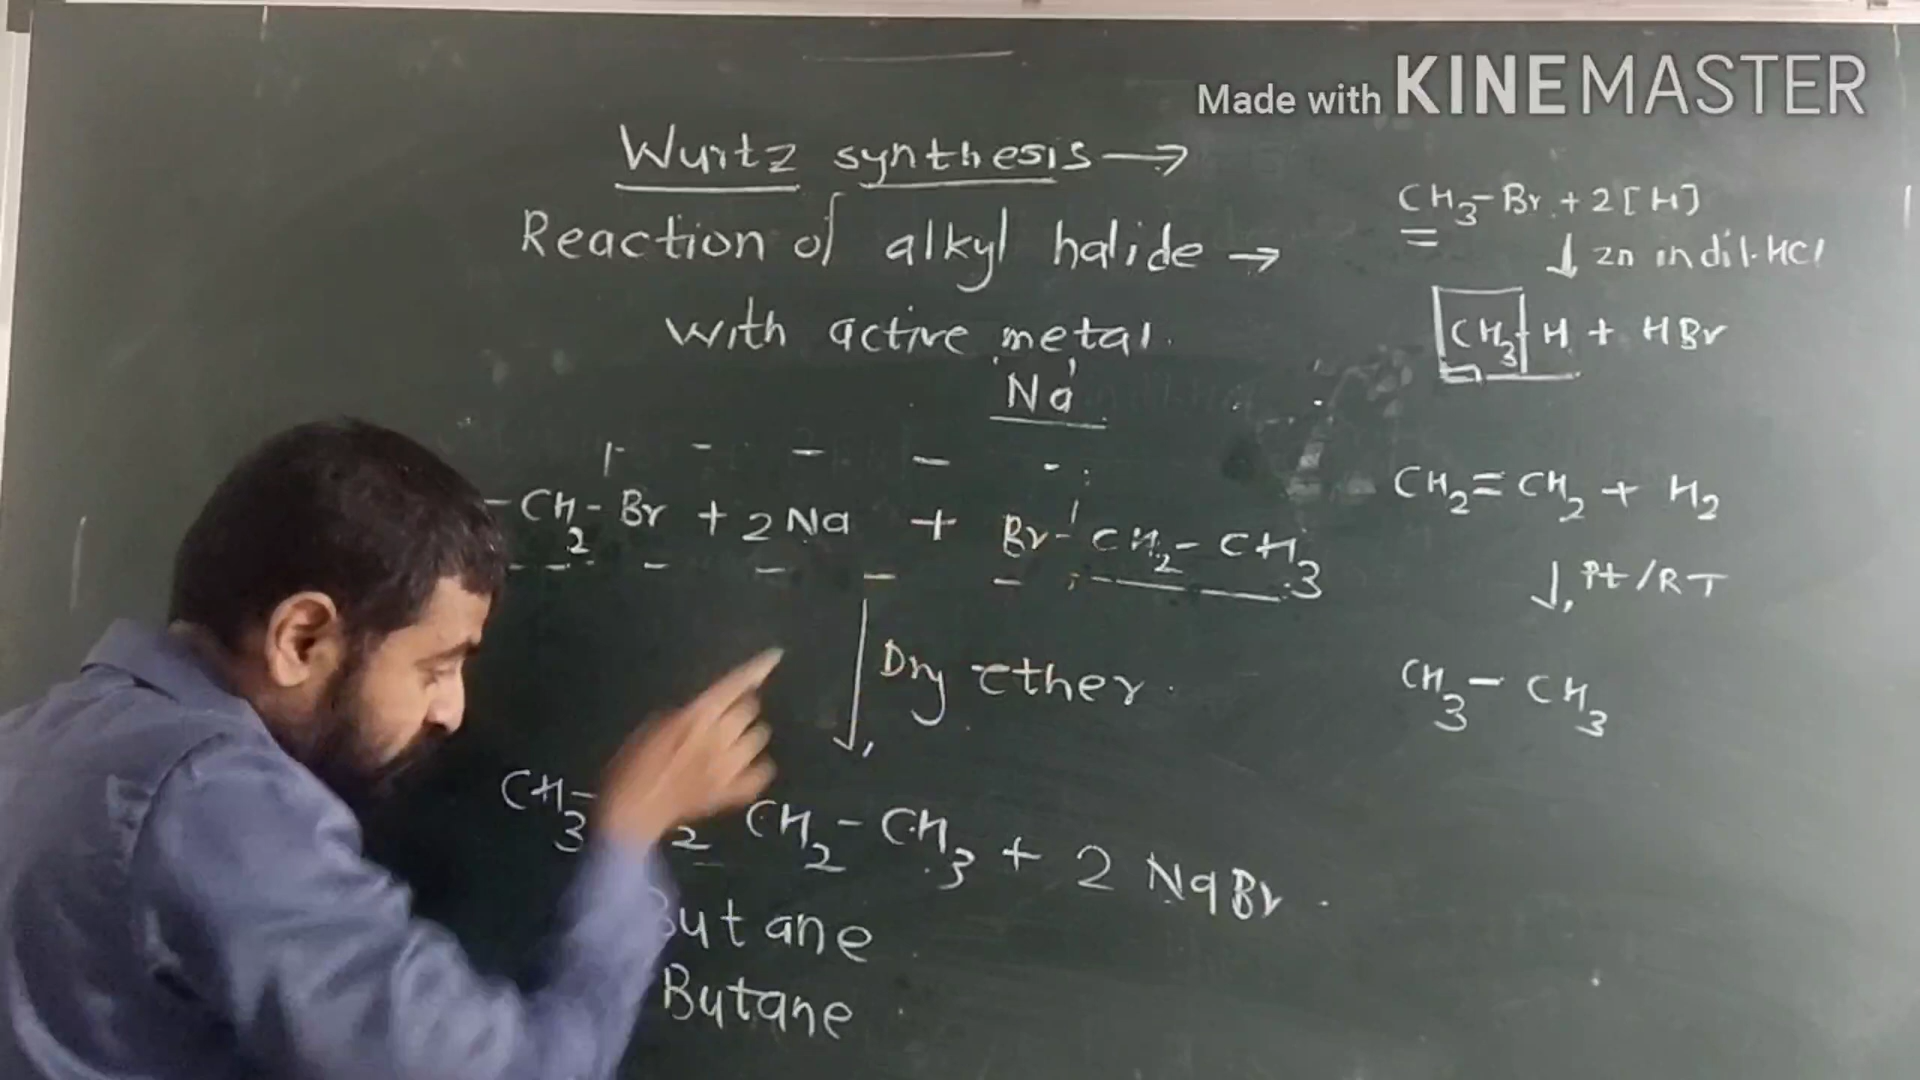 Made with KINEMASTER
Wurtz synthesis →
Reaction of alkyl halide →
with active metal.
Na
-CH2-Br + 2Na + Br-CH2-CH3
↓ Dry ether
CH3- 2 CH2-CH3 + 2 NaBr
Butane
Butane
CH3-Br + 2[H]
↓ Zn in dil. HCl
CH3-H + HBr
CH2=CH2 + H2
↓ Pt/RT
CH3-CH3